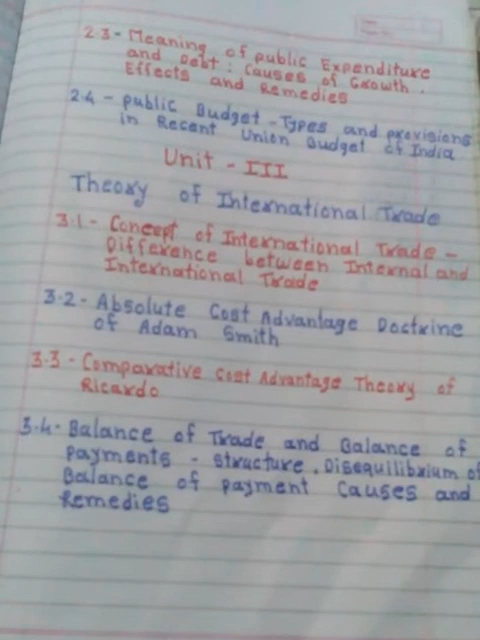 2.3- Meaning of public Expenditure
and Debt : Causes of Growth.
Effects and Remedies
2.4 - public Budget - Types and provisions
in Recent Union Budget of India
Unit - III
Theory of International Trade
3.1- Concept of International Trade -
Difference between Internal and
International Trade
3.2- Absolute Cost Advantage Doctrine
of Adam Smith
3.3- Comparative Cost Advantage Theory of
Ricardo
3.4- Balance of Trade and Balance of
payments - structure. Disequilibrium of
Balance of payment Causes and
Remedies